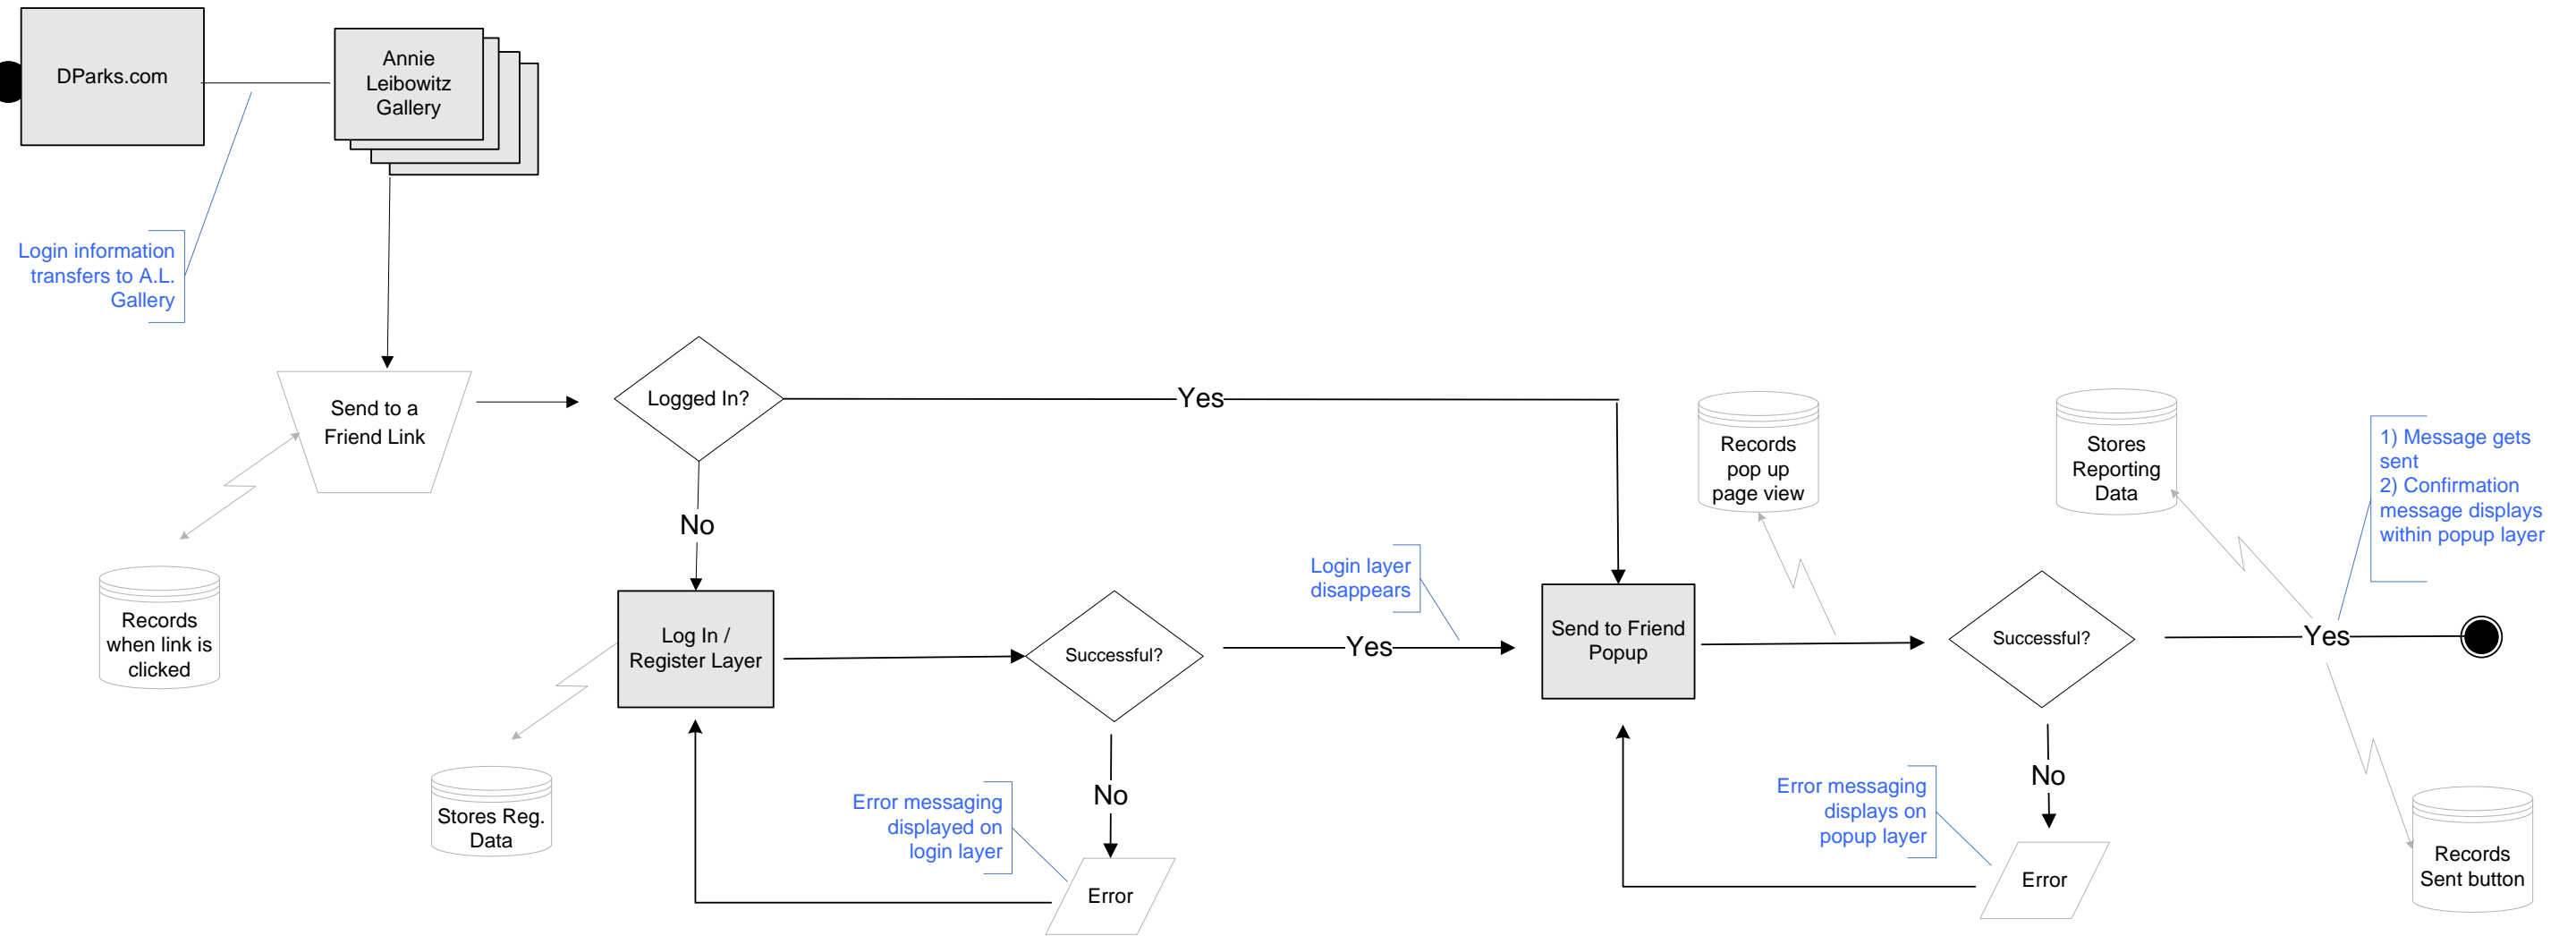 DParks.com
Annie
Leibowitz
Gallery
Login information
transfers to A.L.
Gallery
Send to a
Friend Link
Logged In?
Yes
No
Records
when link is
clicked
Log In /
Register Layer
Stores Reg.
Data
Successful?
Yes
Login layer
disappears
No
Error messaging
displayed on
login layer
Error
Send to Friend
Popup
Records
pop up
page view
Successful?
Stores
Reporting
Data
1) Message gets
sent
2) Confirmation
message displays
within popup layer
Yes
No
Error messaging
displays on
popup layer
Error
Records
Sent button